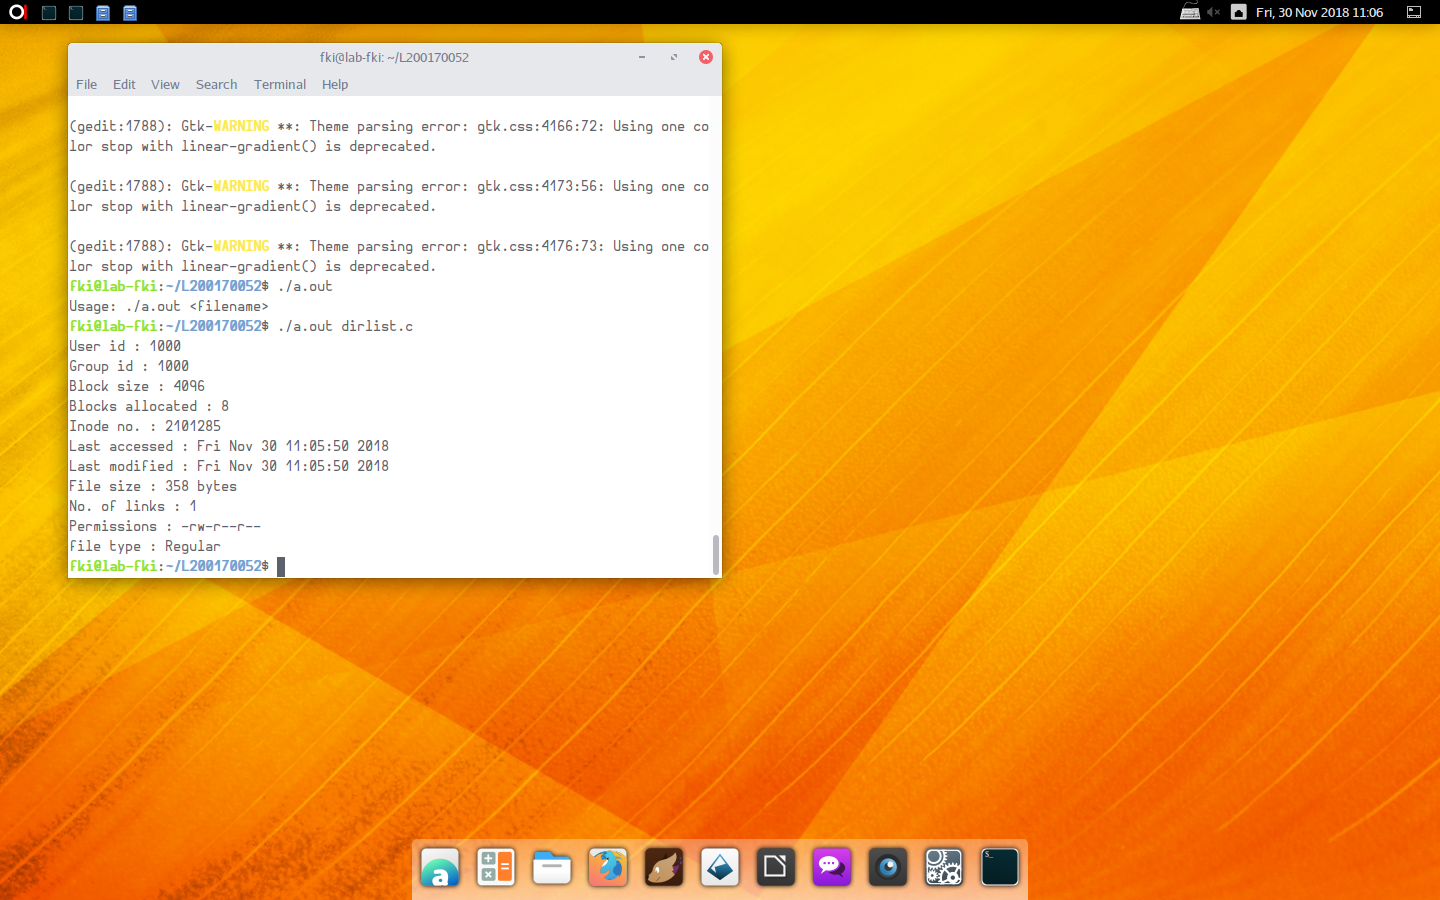 Fri, 30 Nov 2018 11:06
fki@lab-fki: ~/L200170052
File Edit View Search Terminal Help
(gedit:1788): Gtk-WARNING **: Theme parsing error: gtk.css:4166:72: Using one co
lor stop with linear-gradient() is deprecated.
(gedit:1788): Gtk-WARNING **: Theme parsing error: gtk.css:4173:56: Using one co
lor stop with linear-gradient() is deprecated.
(gedit:1788): Gtk-WARNING **: Theme parsing error: gtk.css:4176:73: Using one co
lor stop with linear-gradient() is deprecated.
fki@lab-fki:~/L200170052$ ./a.out
Usage: ./a.out <filename>
fki@lab-fki:~/L200170052$ ./a.out dirlist.c
User id : 1000
Group id : 1000
Block size : 4096
Blocks allocated : 8
Inode no. : 2101285
Last accessed : Fri Nov 30 11:05:50 2018
Last modified : Fri Nov 30 11:05:50 2018
File size : 358 bytes
No. of links : 1
Permissions : -rw-r--r--
file type : Regular
fki@lab-fki:~/L200170052$
a
$_